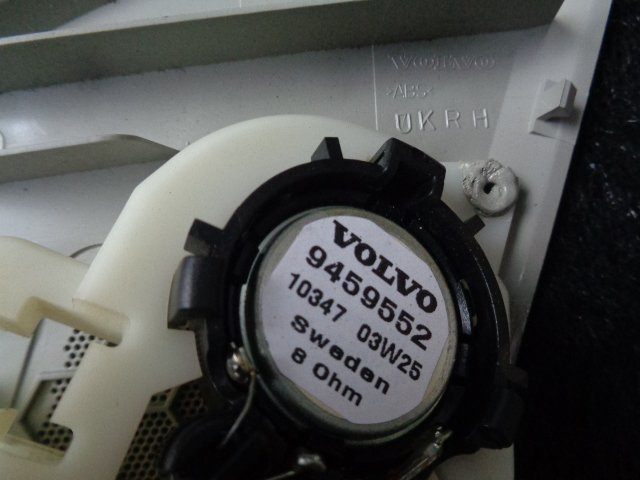 VOLVO
>ABS<
UKRH
VOLVO
9459552
10347 03W25
Sweden
8 Ohm